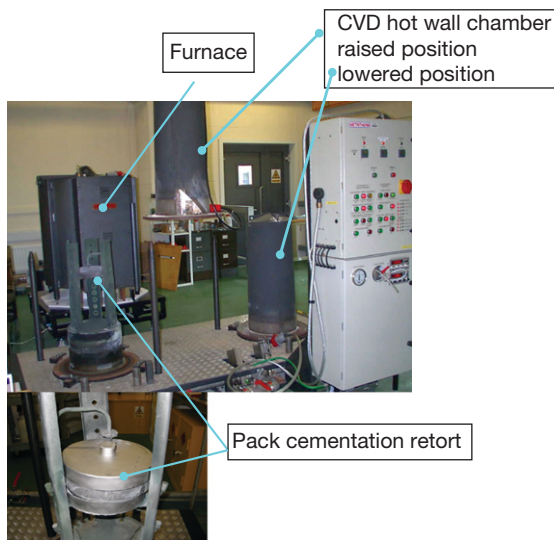 CVD hot wall chamber
raised position
lowered position
Furnace
Pack cementation retort